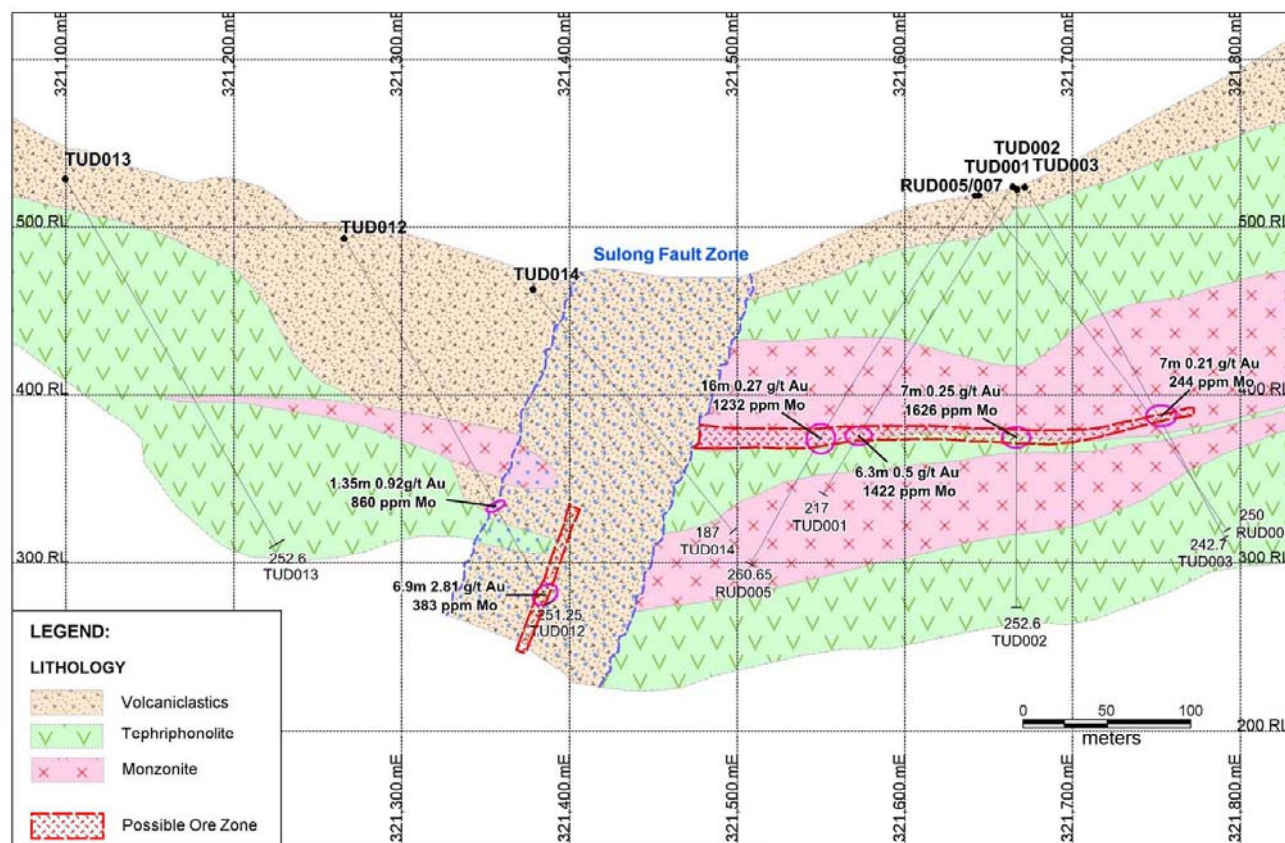 321,100 mE
321,200 mE
321,300 mE
321,400 mE
321,500 mE
321,600 mE
321,700 mE
321,800 mE
TUD013
TUD012
TUD014
Sulong Fault Zone
TUD002
TUD001
TUD003
RUD005/007
500 RL
500 RL
400 RL
400 RL
300 RL
300 RL
200 RL
16m 0.27 g/t Au
1232 ppm Mo
7m 0.25 g/t Au
1626 ppm Mo
7m 0.21 g/t Au
244 ppm Mo
6.3m 0.5 g/t Au
1422 ppm Mo
1.35m 0.92g/t Au
860 ppm Mo
6.9m 2.81 g/t Au
383 ppm Mo
252.6
TUD013
251.25
TUD012
187
TUD014
217
TUD001
260.65
RUD005
252.6
TUD002
242.7
TUD003
250
RUD00
LEGEND:
LITHOLOGY
Volcaniclastics
Tephriphonolite
Monzonite
Possible Ore Zone
0 50 100
meters
321,300 mE
321,400 mE
321,500 mE
321,600 mE
321,700 mE
321,800 mE